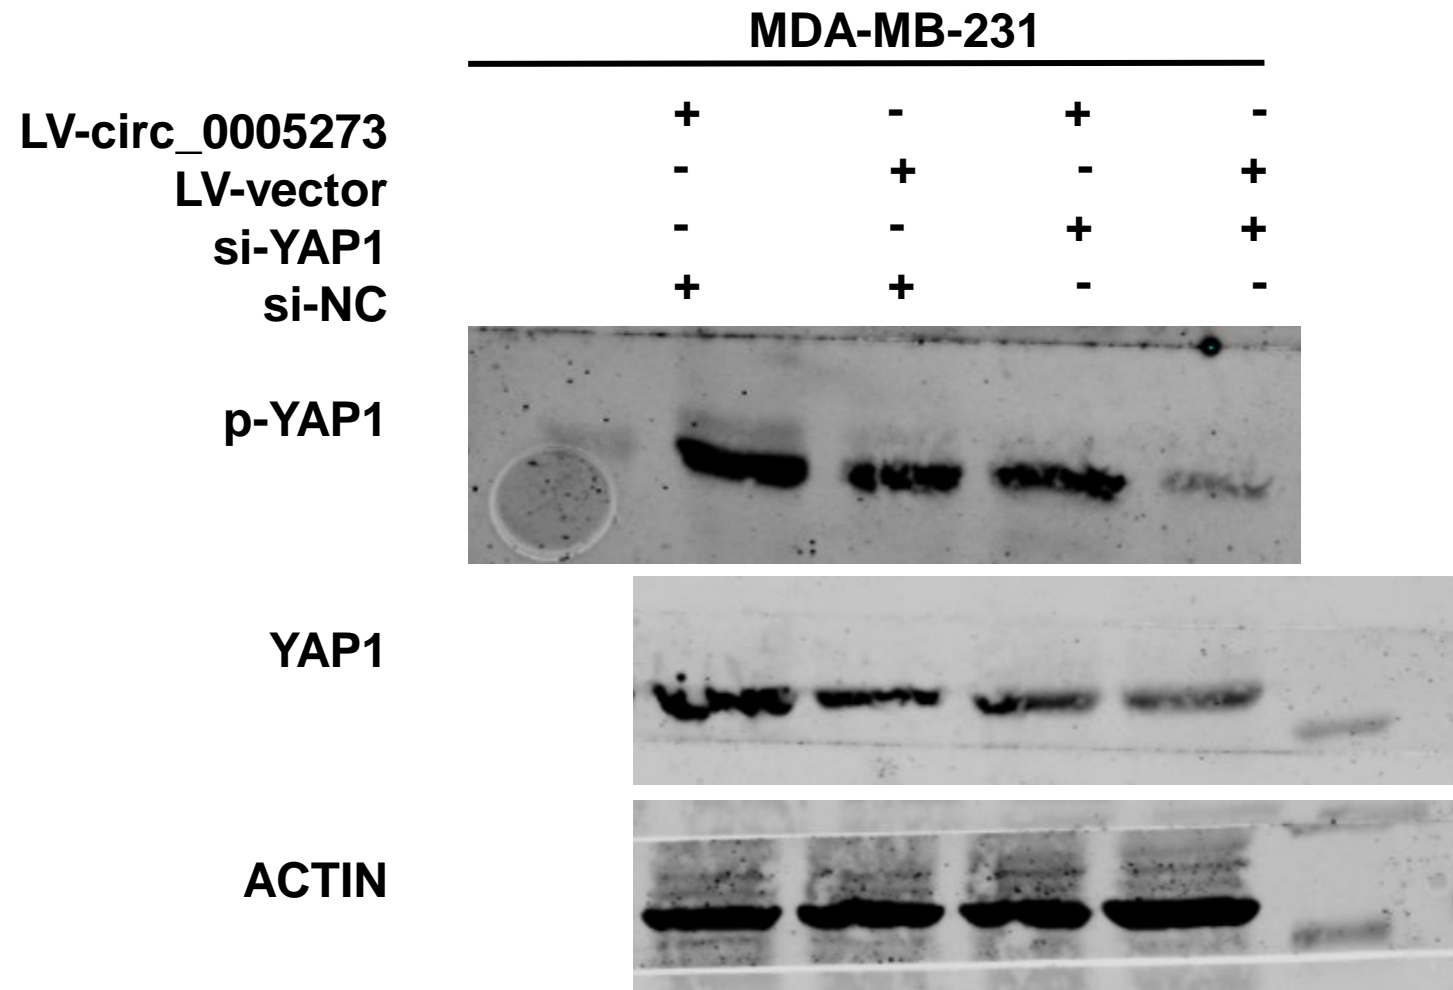 MDA-MB-231
LV-circ_0005273 + - + -
LV-vector - + - +
si-YAP1 - - + +
si-NC + + - -
p-YAP1
YAP1
ACTIN